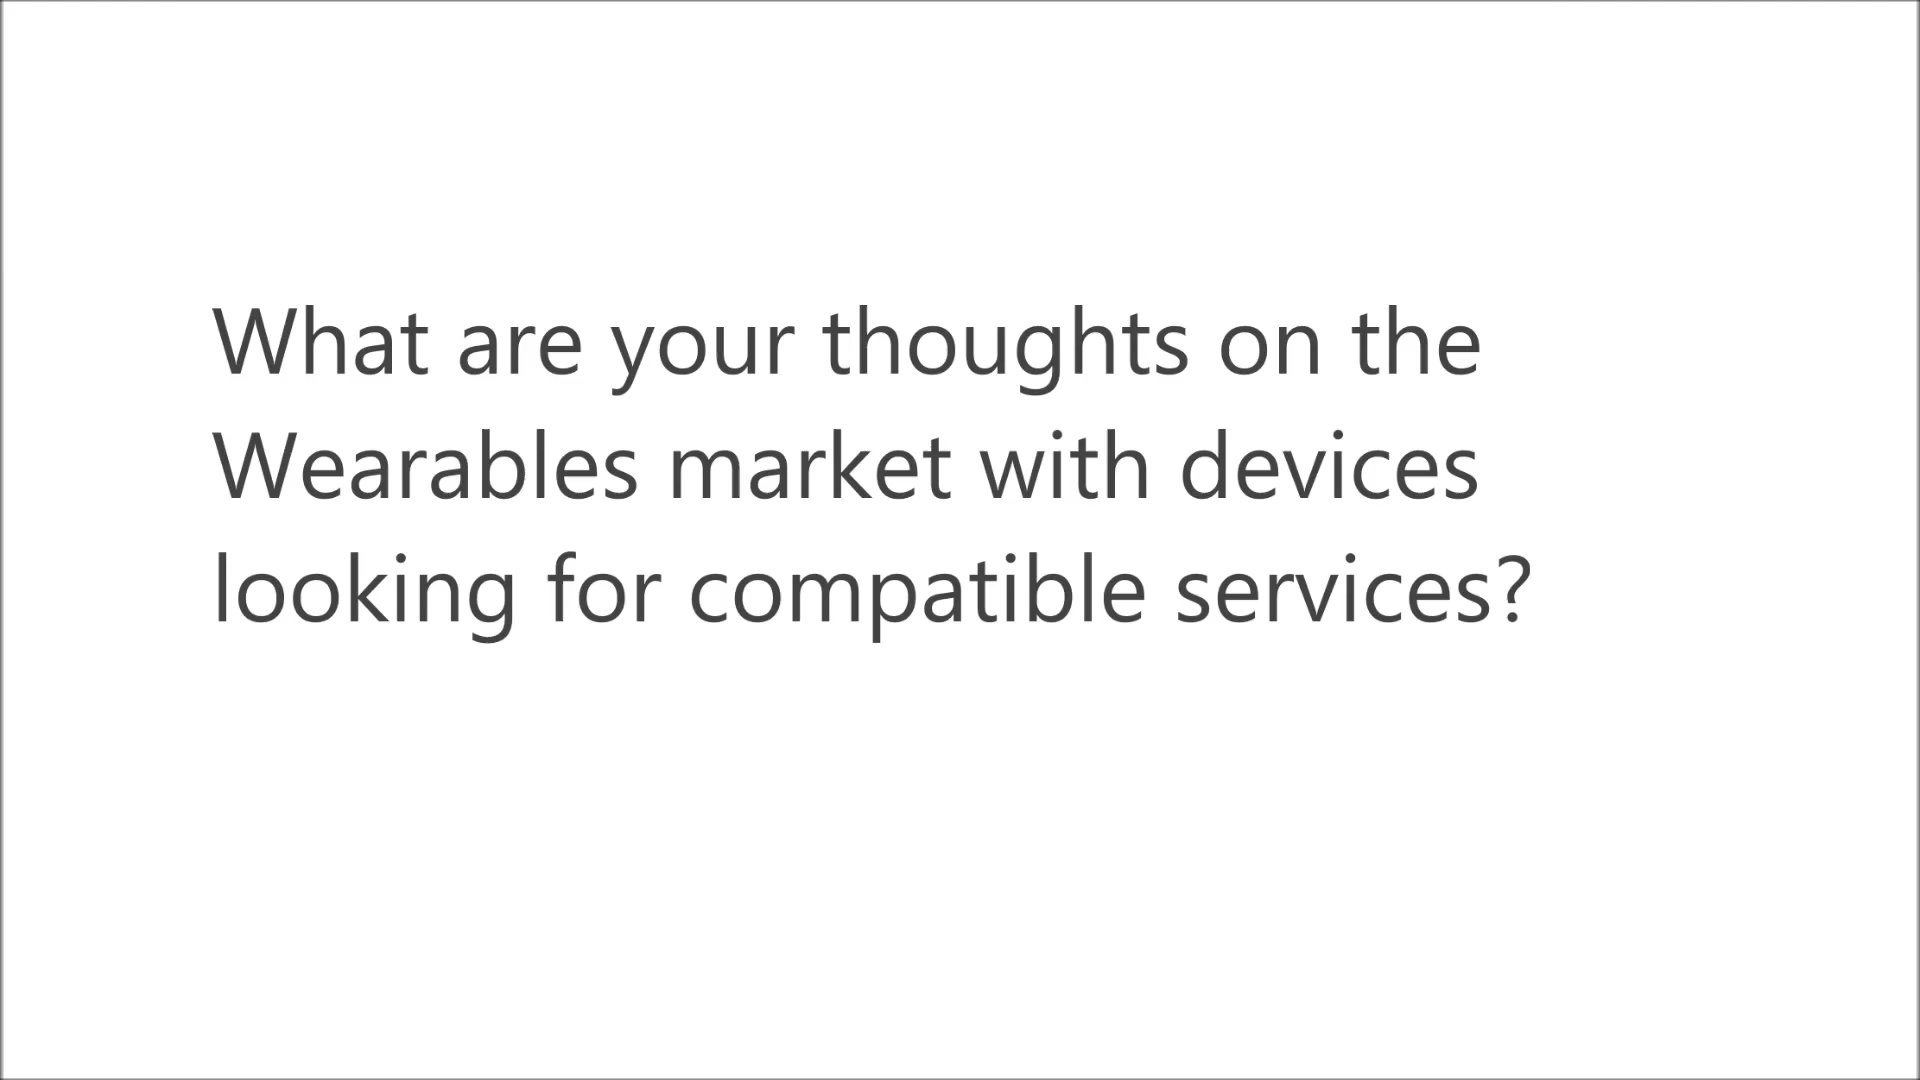 What are your thoughts on the
Wearables market with devices
looking for compatible services?